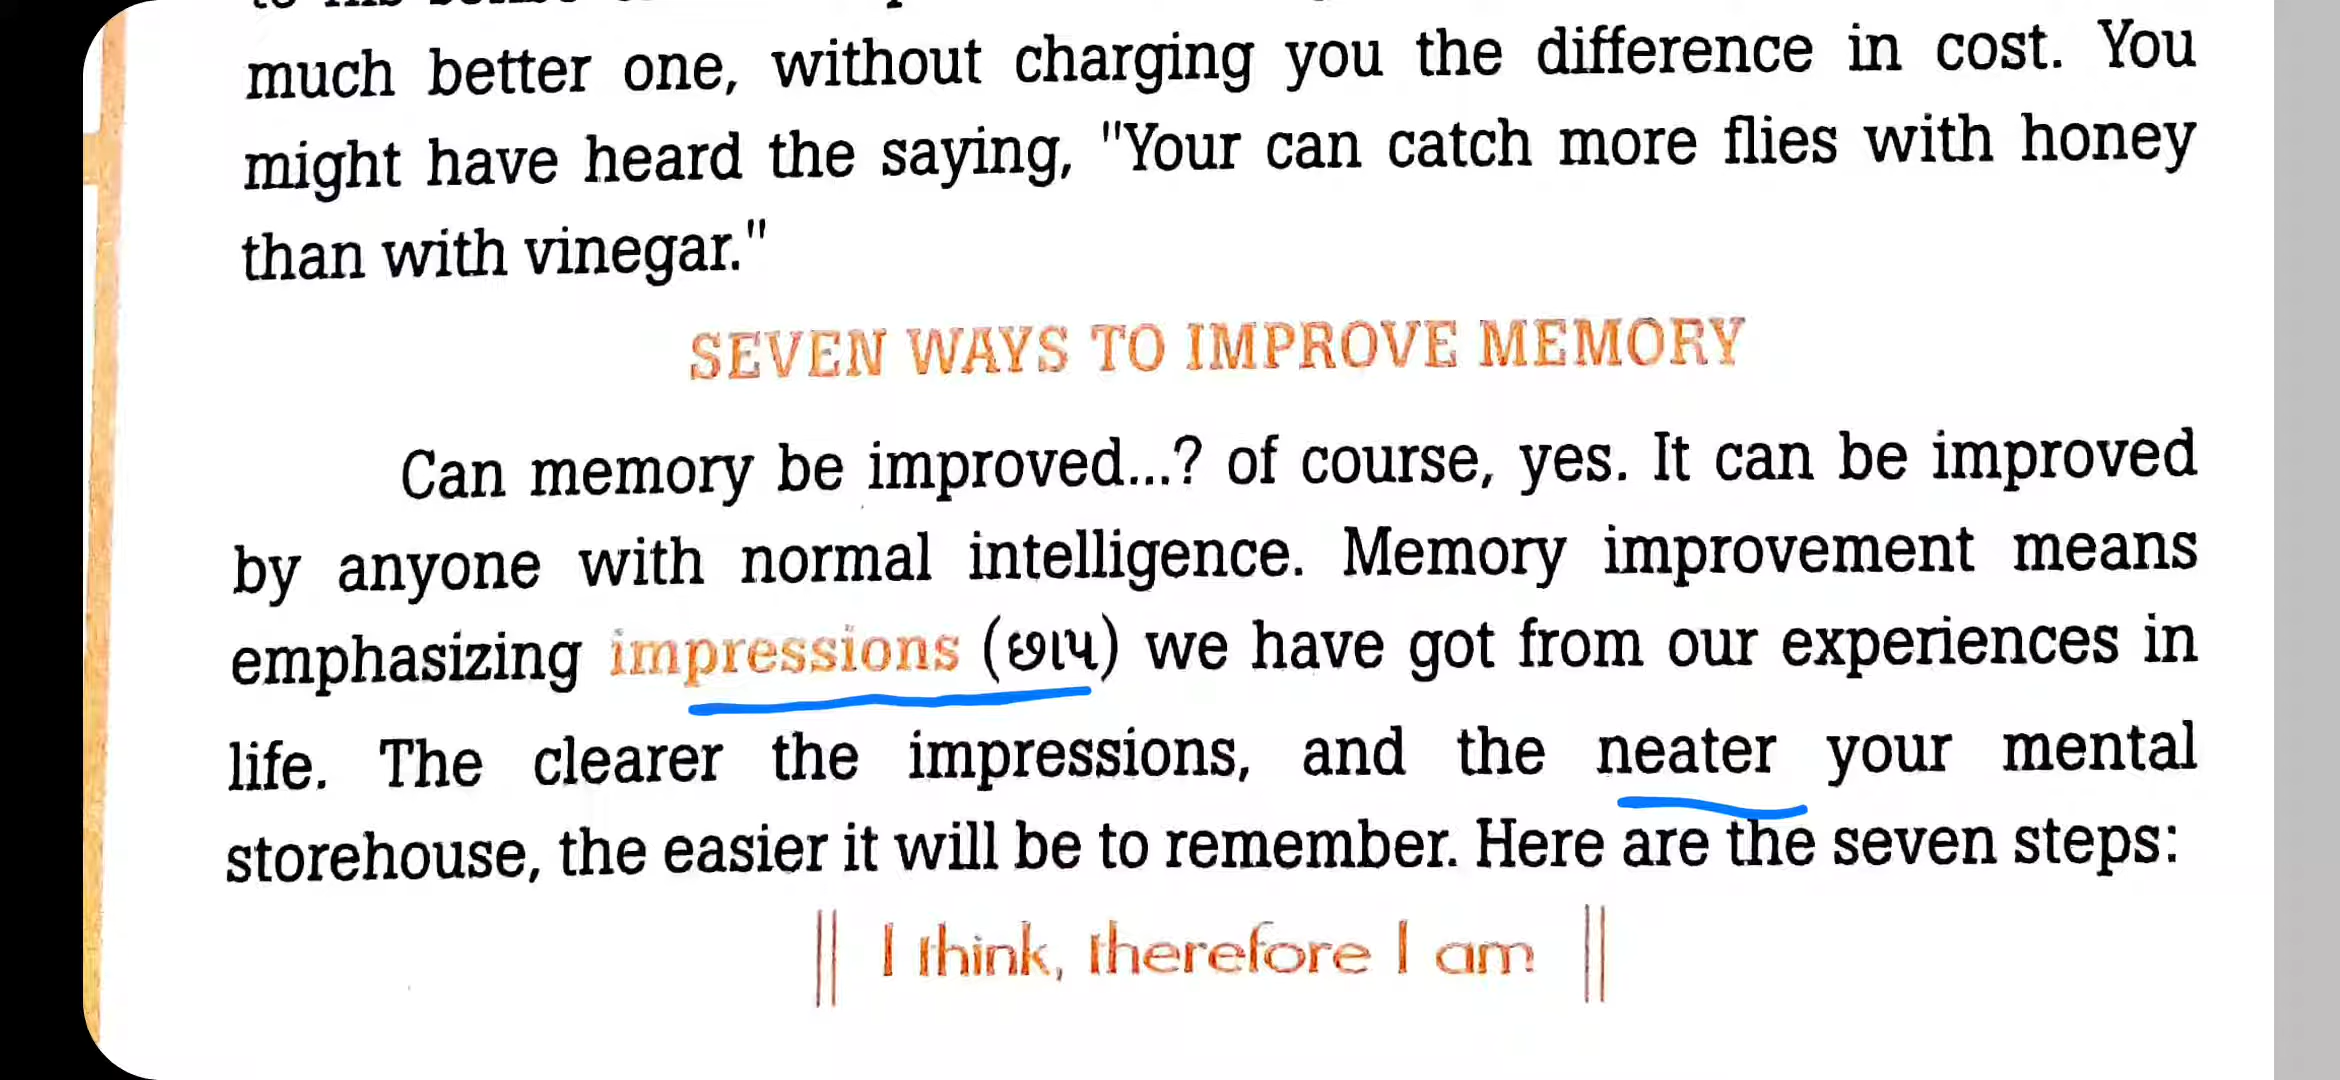 much better one, without charging you the difference in cost. You
might have heard the saying, "Your can catch more flies with honey
than with vinegar."
SEVEN WAYS TO IMPROVE MEMORY
Can memory be improved...? of course, yes. It can be improved
by anyone with normal intelligence. Memory improvement means
emphasizing impressions (છાપ) we have got from our experiences in
life. The clearer the impressions, and the neater your mental
storehouse, the easier it will be to remember. Here are the seven steps:
|| I think, therefore I am ||